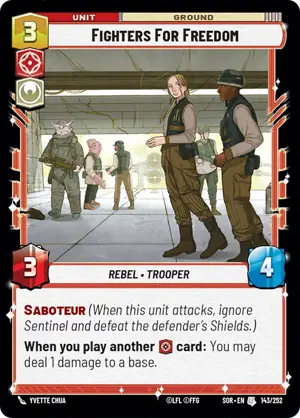 3
UNIT
GROUND
FIGHTERS FOR FREEDOM
3
REBEL • TROOPER
4
SABOTEUR (When this unit attacks, ignore
Sentinel and defeat the defender's Shields.)
When you play another card: You may
deal 1 damage to a base.
YVETTE CHUA
©LFL ©FFG
SOR • EN
143/252